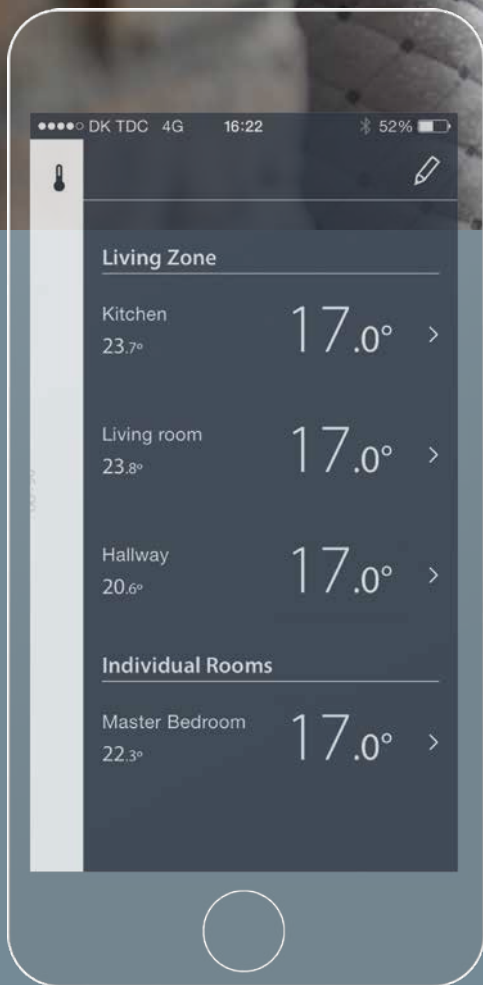 DK TDC 4G 16:22 52%
Living Zone
Kitchen
23.7° 17.0° >
Living room
23.8° 17.0° >
Hallway
20.6° 17.0° >
Individual Rooms
Master Bedroom
22.3° 17.0° >